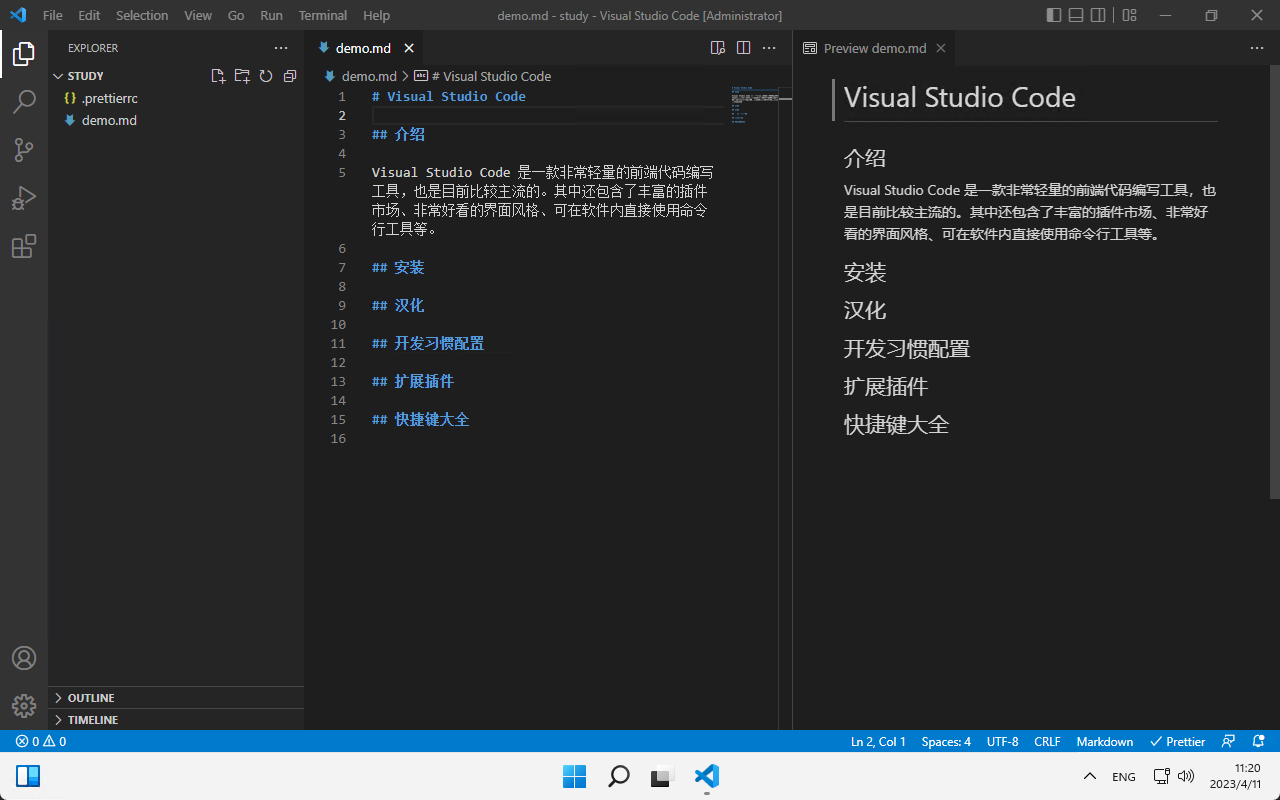 File Edit Selection View Go Run Terminal Help demo.md - study - Visual Studio Code [Administrator]
EXPLORER
STUDY
.prettierrc
demo.md
OUTLINE
TIMELINE
demo.md
demo.md > # Visual Studio Code
1 # Visual Studio Code
2
3 ## 介绍
4
5 Visual Studio Code 是一款非常轻量的前端代码编写
工具，也是目前比较主流的。其中还包含了丰富的插件
市场、非常好看的界面风格、可在软件内直接使用命令
行工具等。
6
7 ## 安装
8
9 ## 汉化
10
11 ## 开发习惯配置
12
13 ## 扩展插件
14
15 ## 快捷键大全
16
Preview demo.md
Visual Studio Code
介绍
Visual Studio Code 是一款非常轻量的前端代码编写工具，也
是目前比较主流的。其中还包含了丰富的插件市场、非常好
看的界面风格、可在软件内直接使用命令行工具等。
安装
汉化
开发习惯配置
扩展插件
快捷键大全
0 0 Ln 2, Col 1 Spaces: 4 UTF-8 CRLF Markdown Prettier
ENG
11:20
2023/4/11